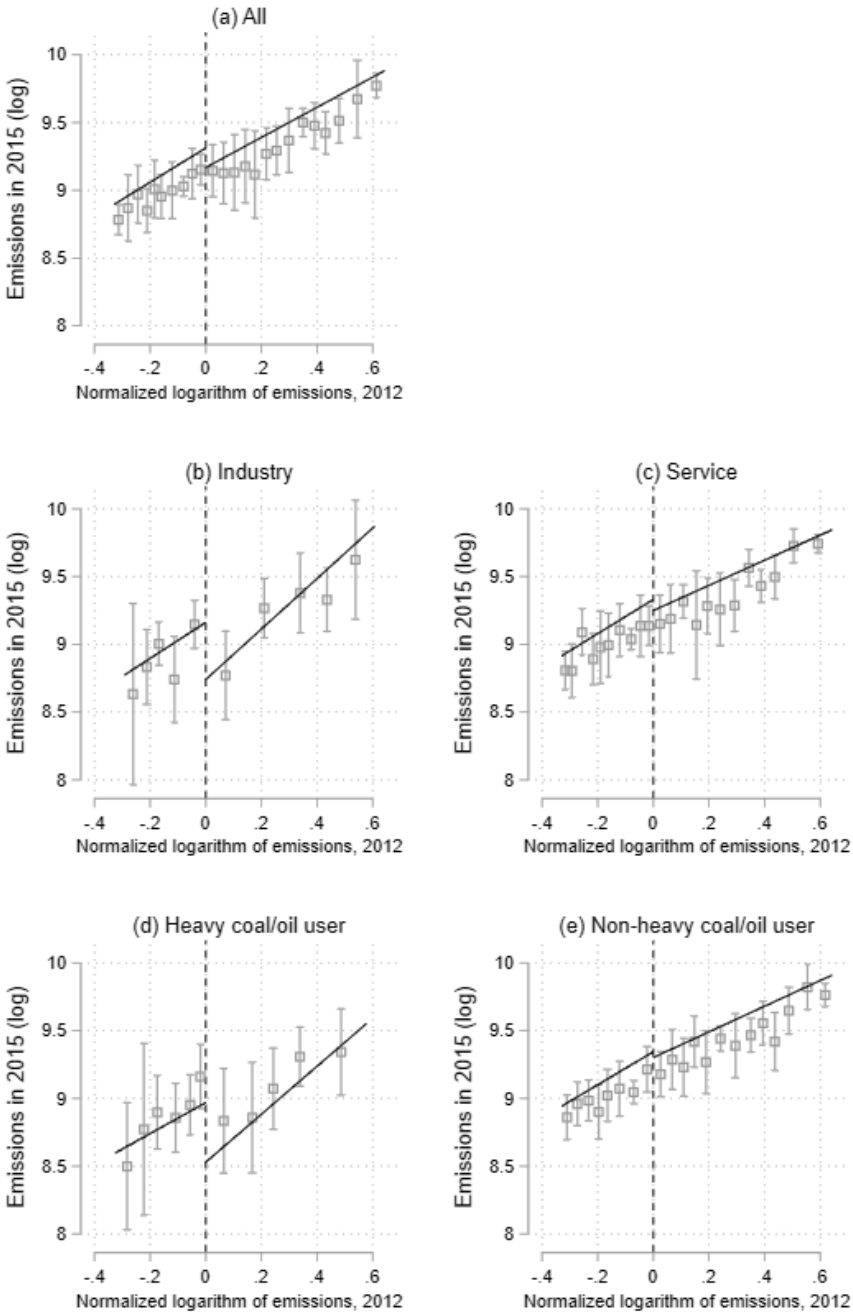 (a) All
Emissions in 2015 (log)
10
9.5
9
8.5
8
-.4 -.2 0 .2 .4 .6
Normalized logarithm of emissions, 2012
(b) Industry
Emissions in 2015 (log)
10
9.5
9
8.5
8
-.4 -.2 0 .2 .4 .6
Normalized logarithm of emissions, 2012
(c) Service
Emissions in 2015 (log)
10
9.5
9
8.5
8
-.4 -.2 0 .2 .4 .6
Normalized logarithm of emissions, 2012
(d) Heavy coal/oil user
Emissions in 2015 (log)
10
9.5
9
8.5
8
-.4 -.2 0 .2 .4 .6
Normalized logarithm of emissions, 2012
(e) Non-heavy coal/oil user
Emissions in 2015 (log)
10
9.5
9
8.5
8
-.4 -.2 0 .2 .4 .6
Normalized logarithm of emissions, 2012